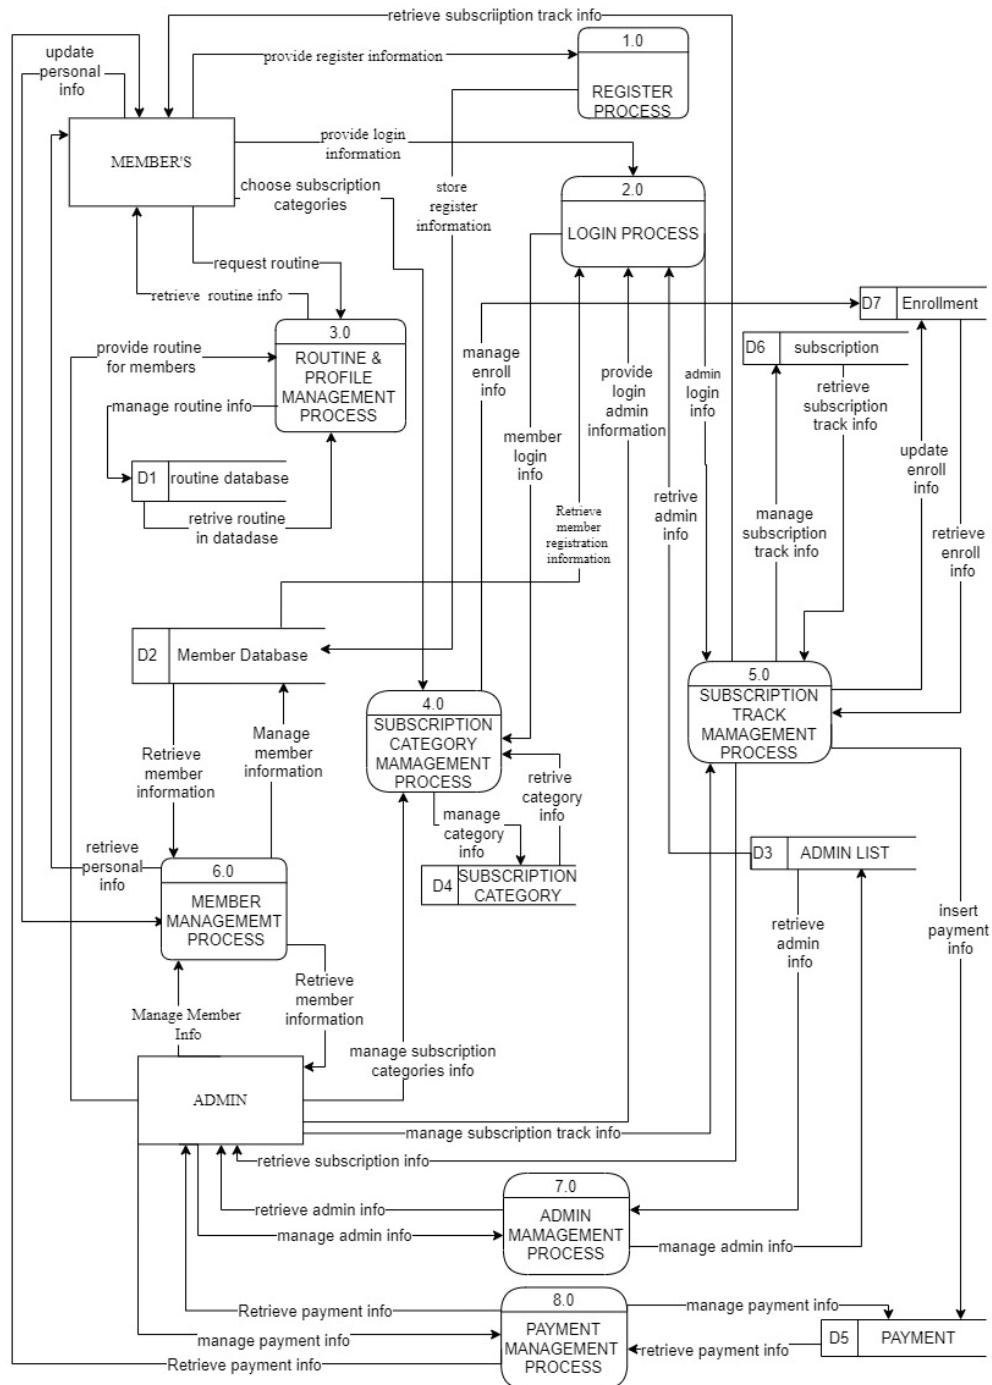 retrieve subscriiption track info
1.0
REGISTER
PROCESS
update
personal
info
provide register information
MEMBER'S
provide login
information
choose subscription
categories
store
register
information
2.0
LOGIN PROCESS
request routine
retrieve routine info
3.0
ROUTINE &
PROFILE
MANAGEMENT
PROCESS
provide routine
for members
manage routine info
D1
routine database
retrive routine
in datadase
manage
enroll
info
member
login
info
provide
login
admin
information
admin
login
info
D7
Enrollment
D6
subscription
retrieve
subscription
track info
update
enroll
info
Retrieve
member
registration
information
retrive
admin
info
manage
subscription
track info
retrieve
enroll
info
D2
Member Database
4.0
SUBSCRIPTION
CATEGORY
MAMAGEMENT
PROCESS
5.0
SUBSCRIPTION
TRACK
MAMAGEMENT
PROCESS
Retrieve
member
information
Manage
member
information
manage
category
info
retrive
category
info
D4
SUBSCRIPTION
CATEGORY
D3
ADMIN LIST
retrieve
personal
info
6.0
MEMBER
MANAGEMEMT
PROCESS
retrieve
admin
info
insert
payment
info
Retrieve
member
information
Manage Member
Info
manage subscription
categories info
ADMIN
manage subscription track info
retrieve subscription info
7.0
ADMIN
MAMAGEMENT
PROCESS
retrieve admin info
manage admin info
manage admin info
8.0
PAYMENT
MANAGEMENT
PROCESS
Retrieve payment info
manage payment info
Retrieve payment info
manage payment info
retrieve payment info
D5
PAYMENT